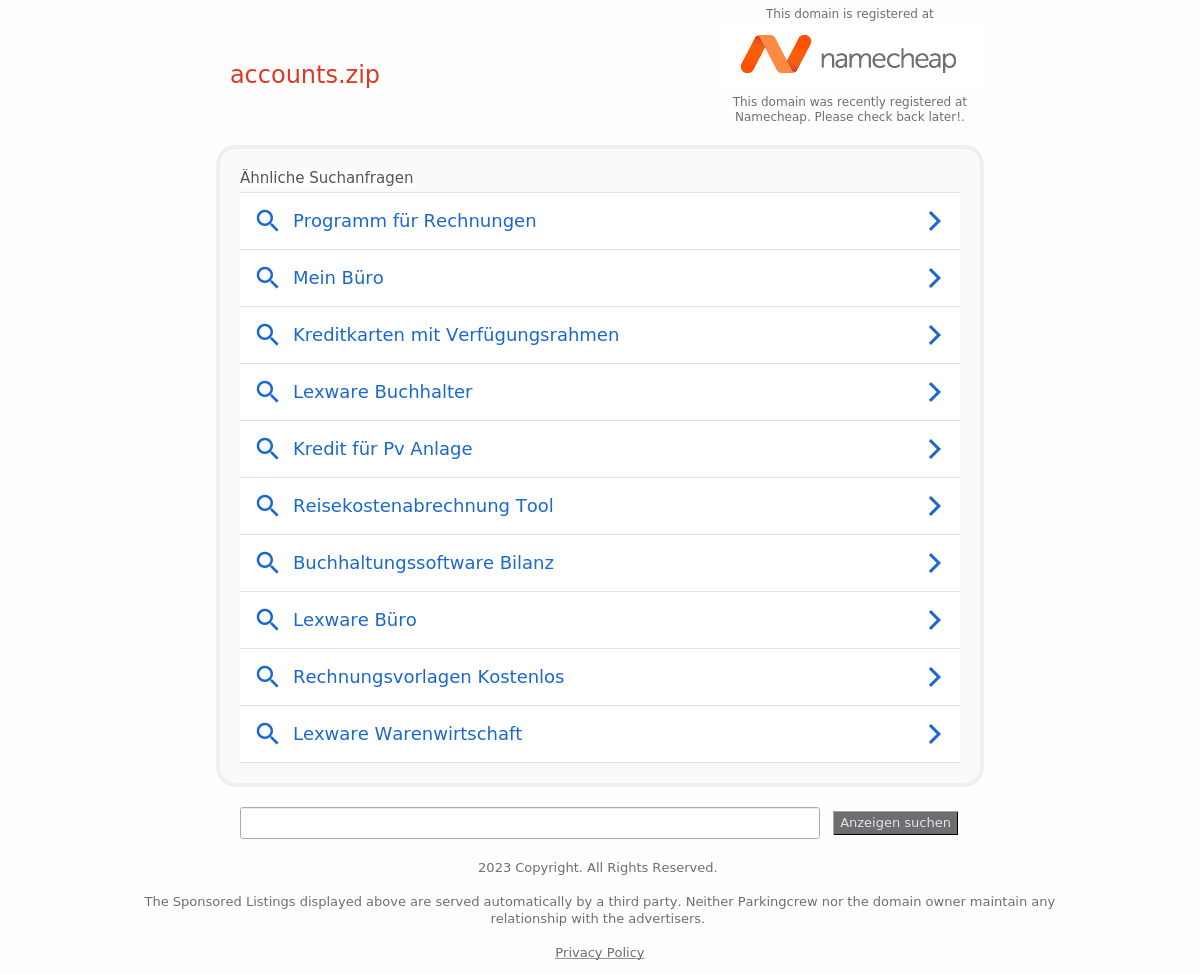 This domain is registered at
namecheap
accounts.zip
This domain was recently registered at
Namecheap. Please check back later!.
Ähnliche Suchanfragen
Programm für Rechnungen
Mein Büro
Kreditkarten mit Verfügungsrahmen
Lexware Buchhalter
Kredit für Pv Anlage
Reisekostenabrechnung Tool
Buchhaltungssoftware Bilanz
Lexware Büro
Rechnungsvorlagen Kostenlos
Lexware Warenwirtschaft
Anzeigen suchen
2023 Copyright. All Rights Reserved.
The Sponsored Listings displayed above are served automatically by a third party. Neither Parkingcrew nor the domain owner maintain any
relationship with the advertisers.
Privacy Policy